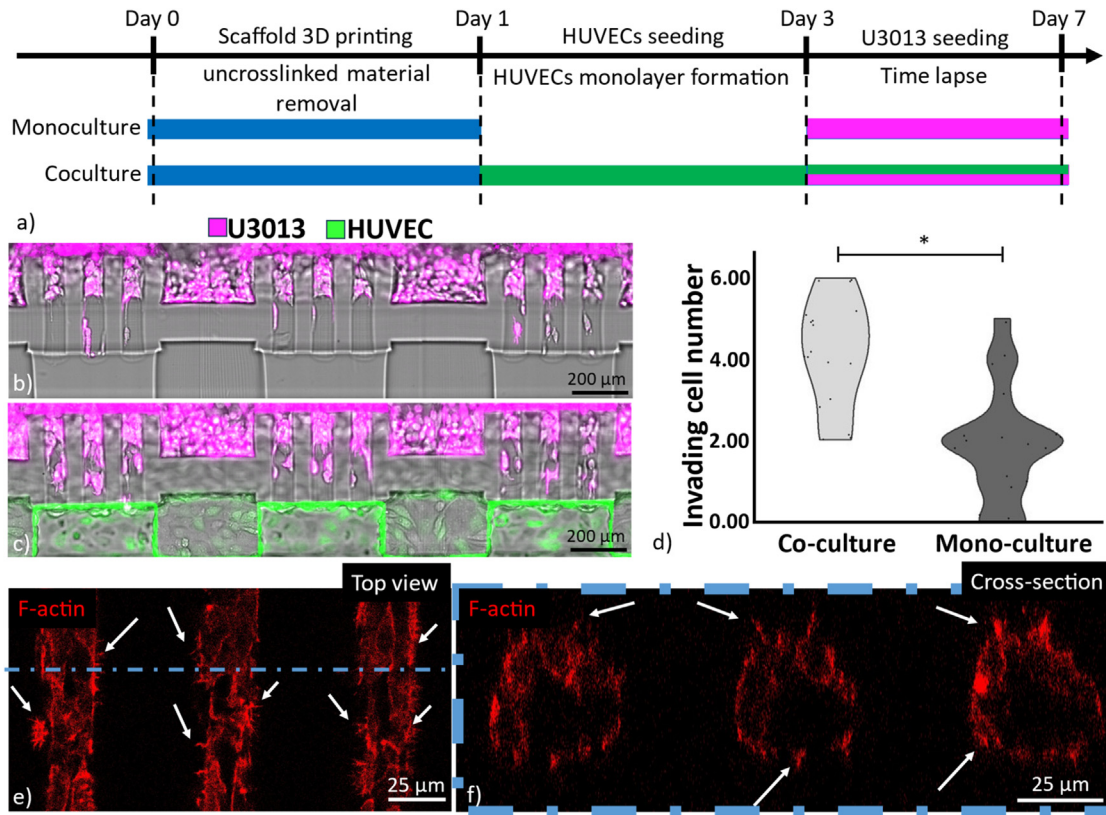 Day 0
Day 1
Day 3
Day 7
Scaffold 3D printing
HUVECs seeding
U3013 seeding
uncrosslinked material
removal
HUVECs monolayer formation
Time lapse
Monoculture
Coculture
a)
U3013 HUVEC
b)
200 µm
c)
200 µm
*
Invading cell number
6.00
4.00
2.00
0.00
d)
Co-culture
Mono-culture
F-actin
Top view
e)
25 µm
F-actin
Cross-section
f)
25 µm